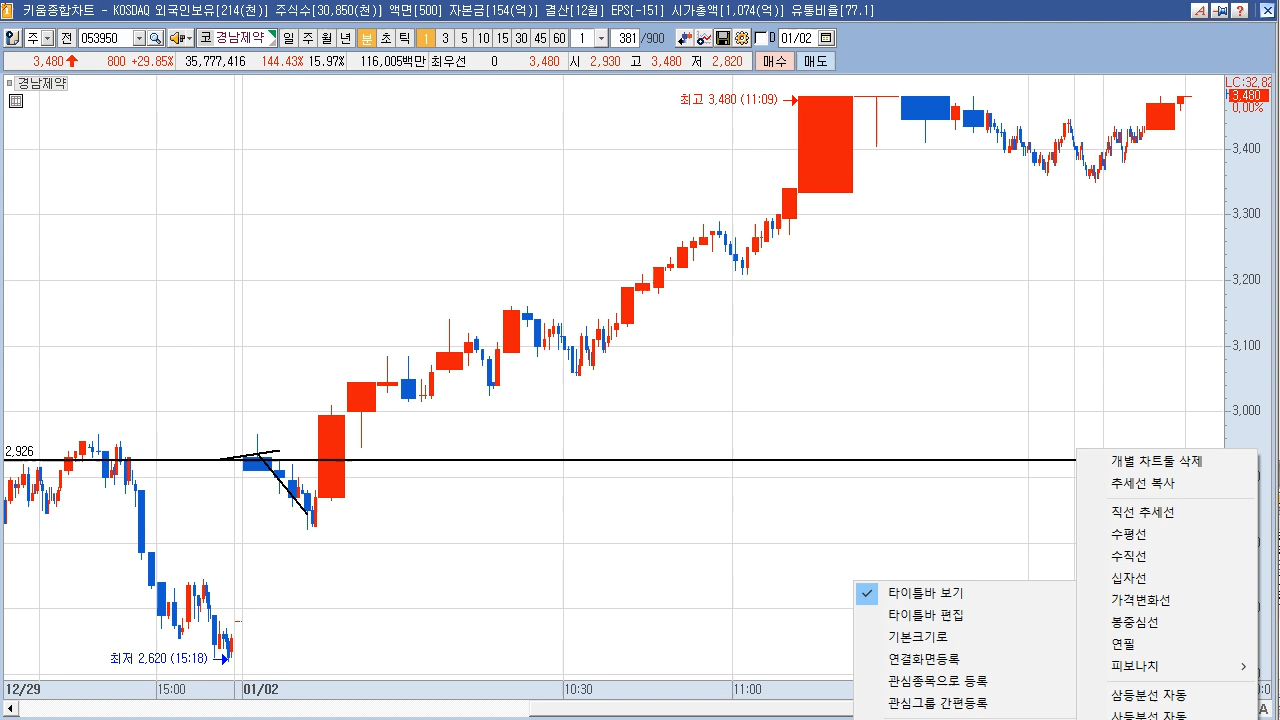 키움종합차트 - KOSDAQ 외국인보유[214(천)] 주식수[30,850(천)] 액면[500] 자본금[154(억)] 결산[12월] EPS[-151] 시가총액[1,074(억)] 유통비율[77.1]
주 전 053950 코 경남제약 일 주 월 년 분 초 틱 1 3 5 10 15 30 45 60 1 381 /900 D 01/02
3,480 800 +29.85% 35,777,416 144.43% 15.97% 116,005백만 최우선 0 3,480 시 2,930 고 3,480 저 2,820 매수 매도
경남제약
LC:32,82
최고 3,480 (11:09)
3,480
0.00%
3,400
3,300
3,200
3,100
3,000
2,926
개별 차트툴 삭제
추세선 복사
직선 추세선
수평선
수직선
십자선
가격변화선
봉중심선
연필
피보나치
삼등분선 자동
사등분선 자동
타이틀바 보기
타이틀바 편집
기본크기로
연결화면등록
관심종목으로 등록
관심그룹 간편등록
최저 2,620 (15:18)
12/29 15:00 01/02 10:30 11:00
A